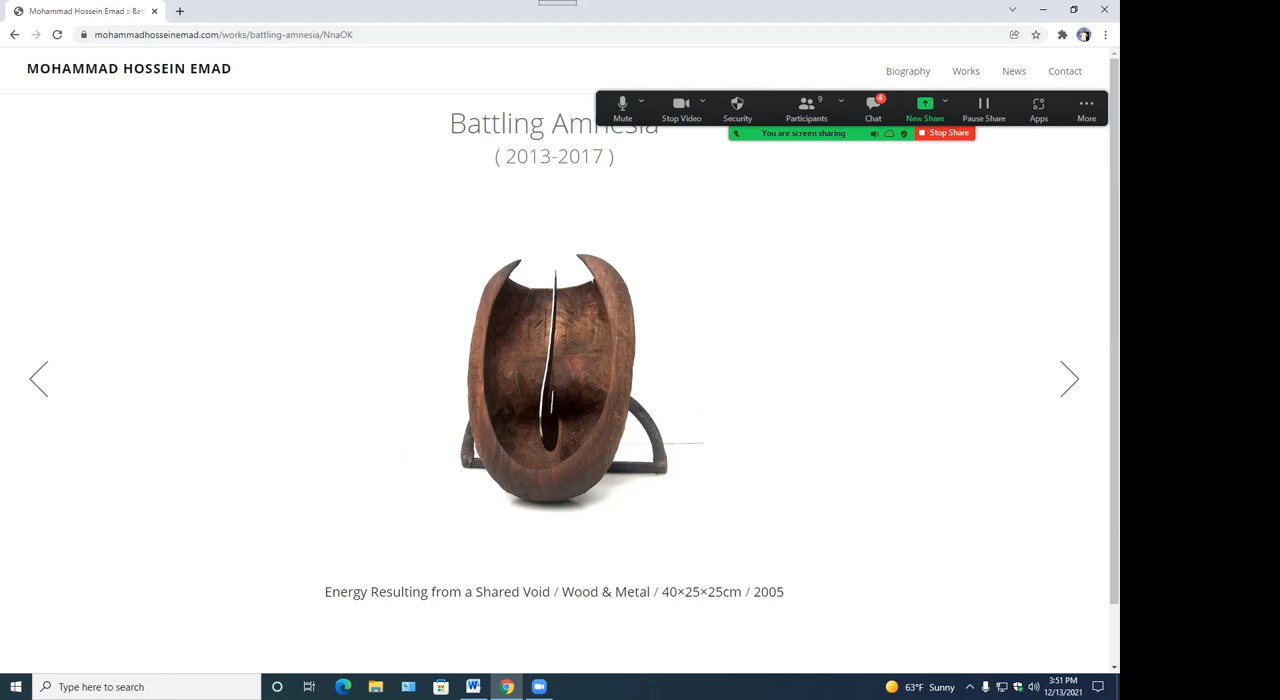 Mohammad Hossein Emad :: Bat
mohammadhosseinemad.com/works/battling-amnesia/NnaOK
MOHAMMAD HOSSEIN EMAD
Biography Works News Contact
9 4
Mute Stop Video Security Participants Chat New Share Pause Share Apps More
You are screen sharing Stop Share
Battling Amnesia
( 2013-2017 )
Energy Resulting from a Shared Void / Wood & Metal / 40×25×25cm / 2005
Type here to search
63°F Sunny
3:51 PM
12/13/2021